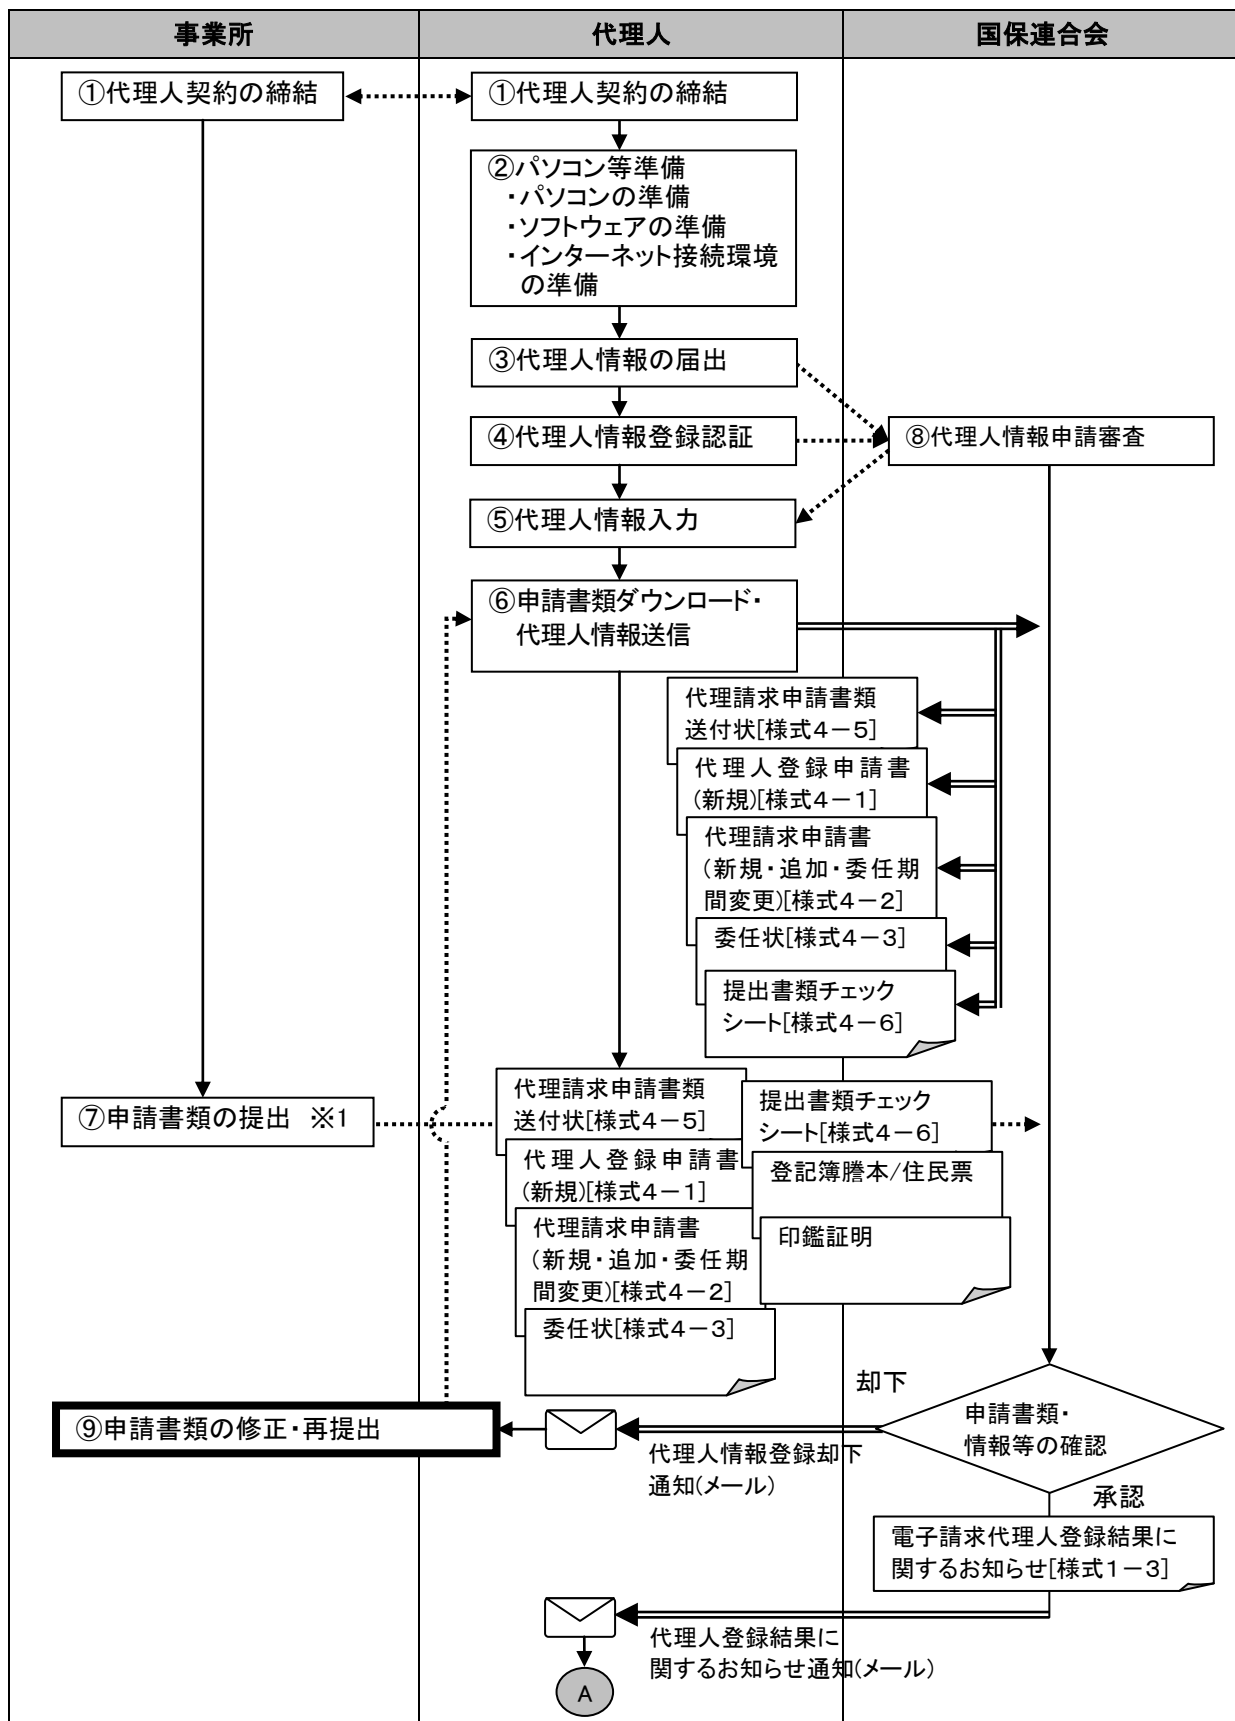 事業所
代理人
国保連合会
①代理人契約の締結
①代理人契約の締結
②パソコン等準備
・パソコンの準備
・ソフトウェアの準備
・インターネット接続環境
の準備
③代理人情報の届出
④代理人情報登録認証
⑧代理人情報申請審査
⑤代理人情報入力
⑥申請書類ダウンロード・
代理人情報送信
代理請求申請書類
送付状[様式4-5]
代理人登録申請書
(新規)[様式4-1]
代理請求申請書
(新規・追加・委任期
間変更)[様式4-2]
委任状[様式4-3]
提出書類チェック
シート[様式4-6]
⑦申請書類の提出 ※1
代理請求申請書類
送付状[様式4-5]
代理人登録申請書
(新規)[様式4-1]
代理請求申請書
(新規・追加・委任期
間変更)[様式4-2]
委任状[様式4-3]
提出書類チェック
シート[様式4-6]
登記簿謄本/住民票
印鑑証明
却下
申請書類・
情報等の確認
⑨申請書類の修正・再提出
代理人情報登録却下
通知(メール)
承認
電子請求代理人登録結果に
関するお知らせ[様式1-3]
代理人登録結果に
関するお知らせ通知(メール)
A